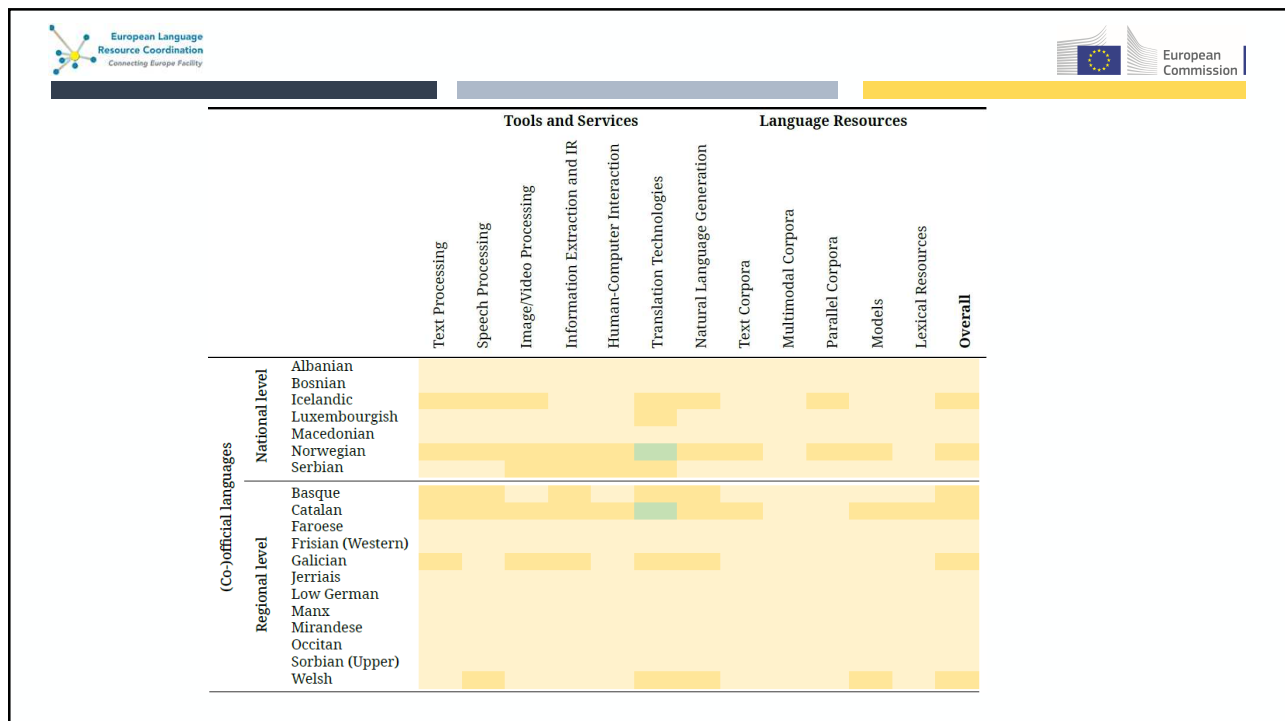 European Language
Resource Coordination
Connecting Europe Facility
European
Commission
Tools and Services
Language Resources
Text Processing
Speech Processing
Image/Video Processing
Information Extraction and IR
Human-Computer Interaction
Translation Technologies
Natural Language Generation
Text Corpora
Multimodal Corpora
Parallel Corpora
Models
Lexical Resources
Overall
(Co-)official languages
National level
Albanian
Bosnian
Icelandic
Luxembourgish
Macedonian
Norwegian
Serbian
Regional level
Basque
Catalan
Faroese
Frisian (Western)
Galician
Jerriais
Low German
Manx
Mirandese
Occitan
Sorbian (Upper)
Welsh